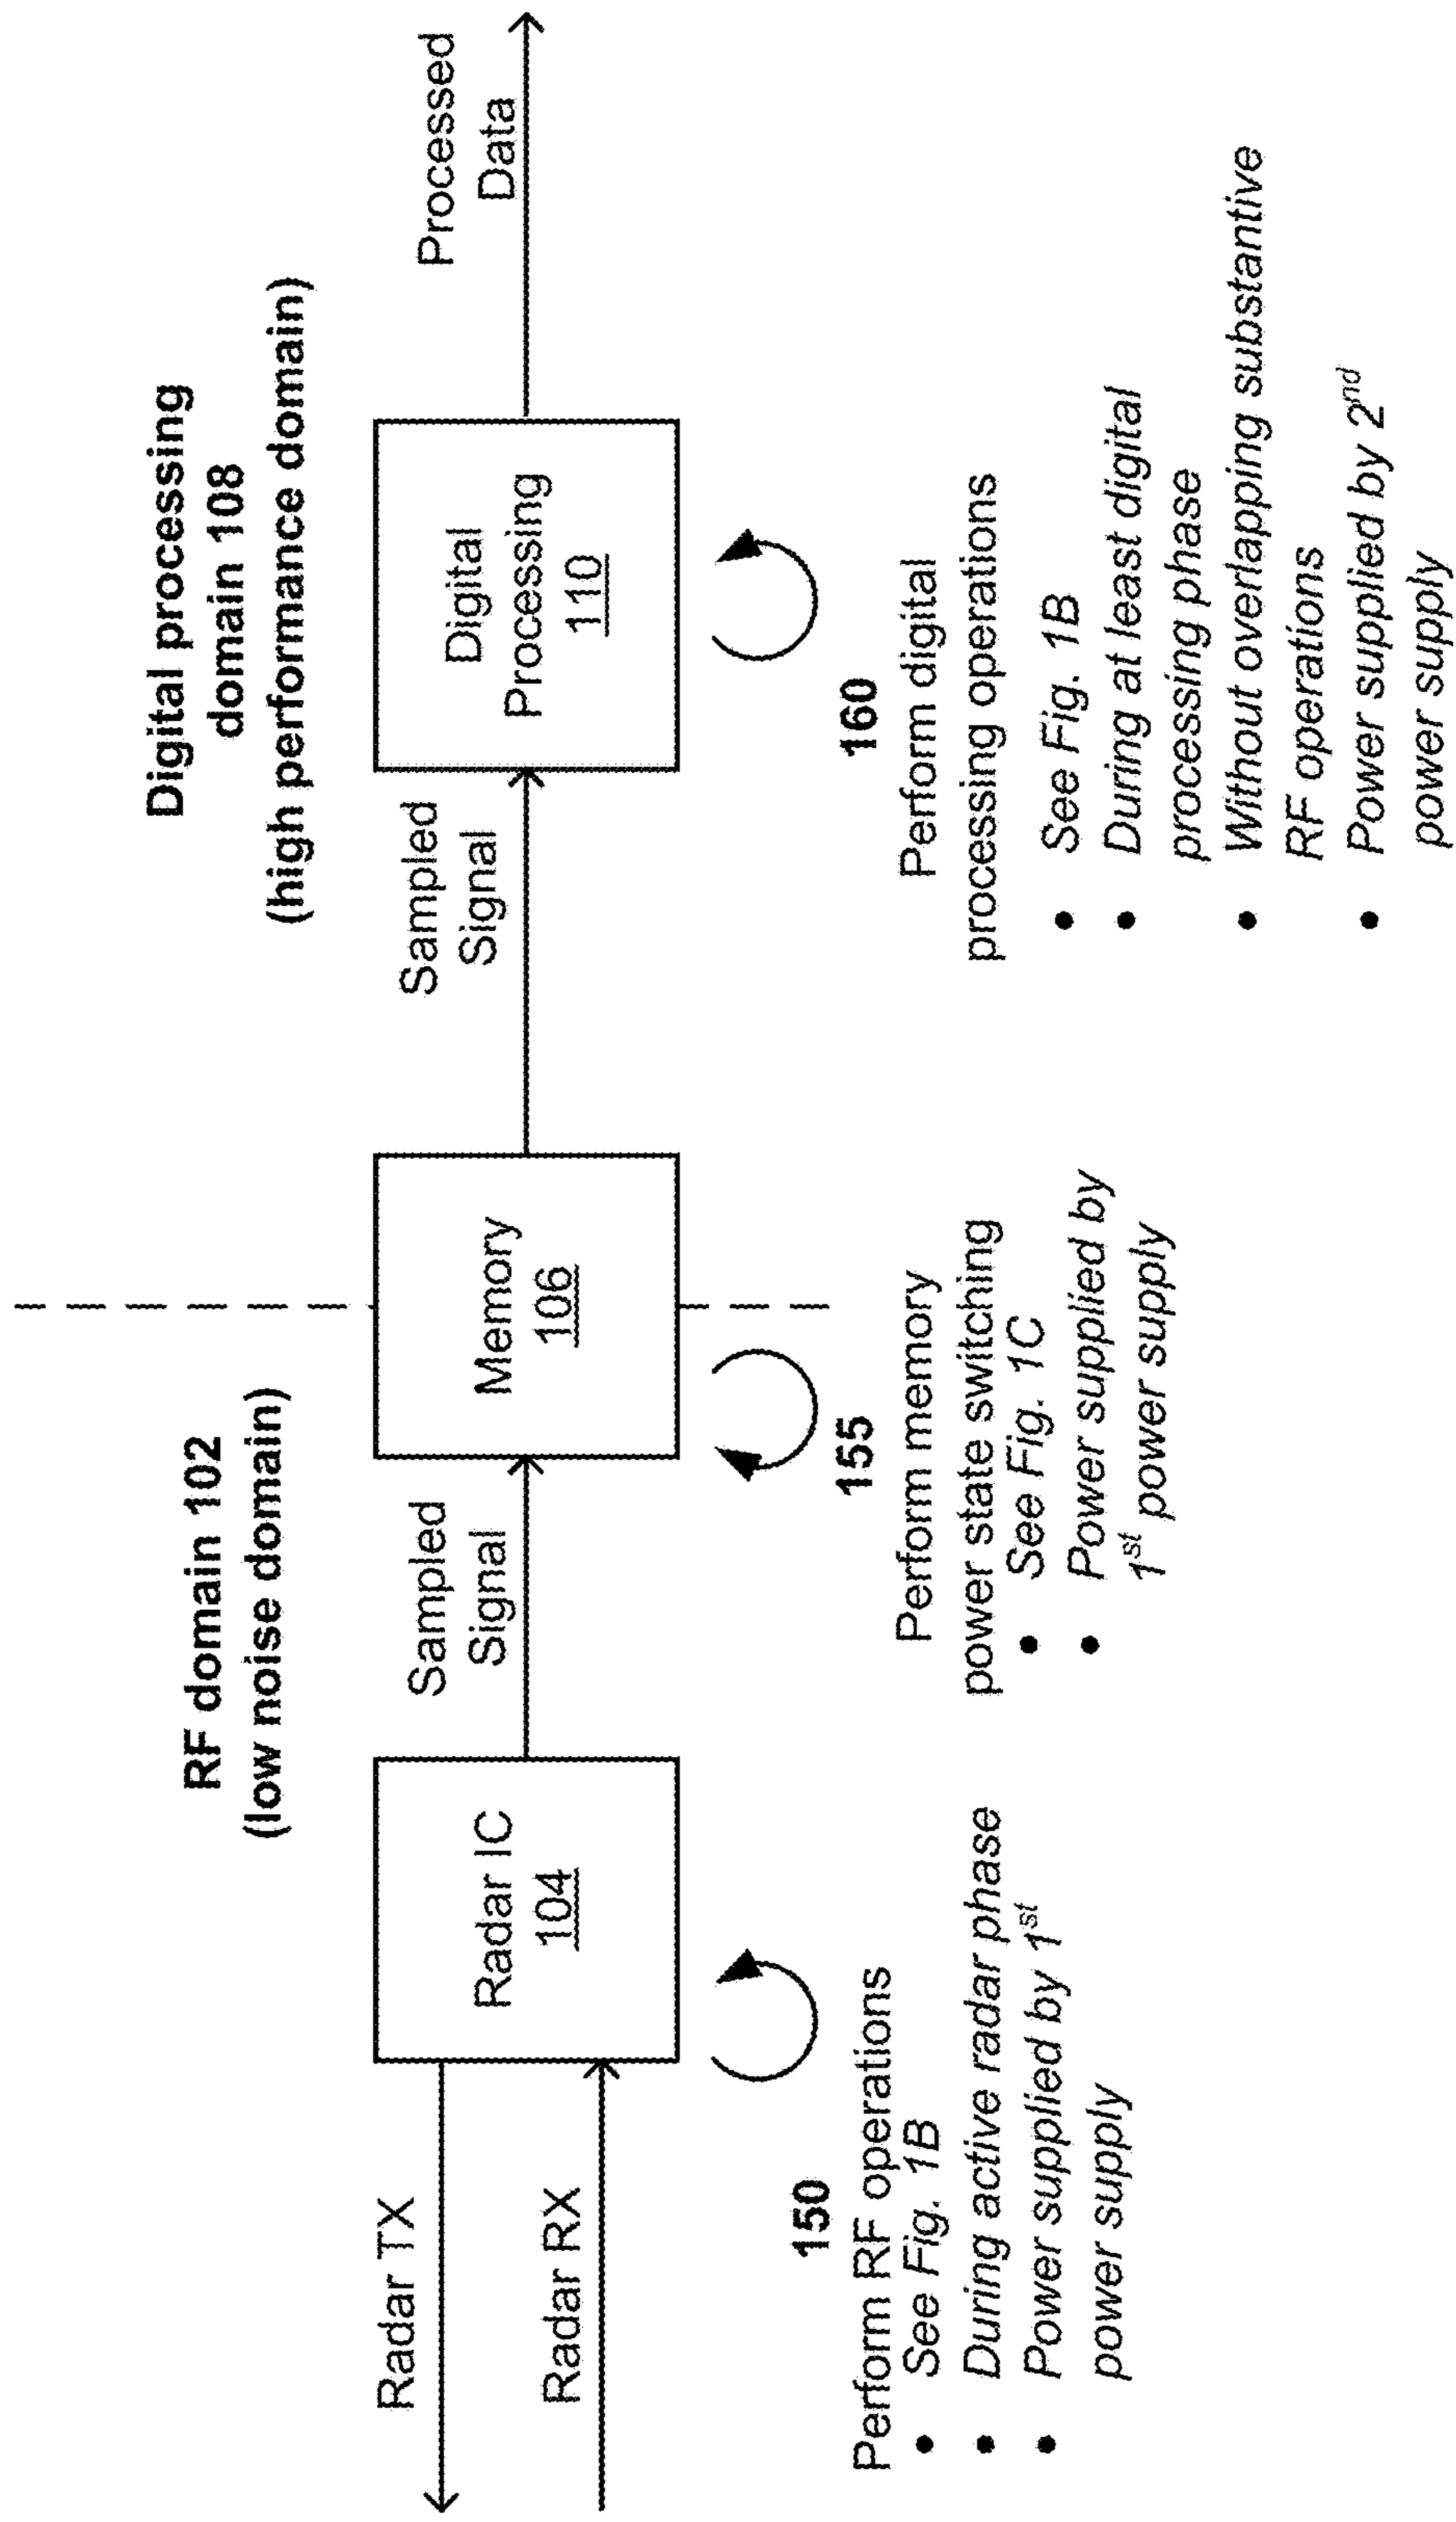 RF domain 102
(low noise domain)
Digital processing
domain 108
(high performance domain)
Radar TX
Radar RX
Radar IC
104
Sampled
Signal
Memory
106
Sampled
Signal
Digital
Processing
110
Processed
Data
150
Perform RF operations
• See Fig. 1B
• During active radar phase
• Power supplied by 1st
power supply
155
Perform memory
power state switching
• See Fig. 1C
• Power supplied by
1st power supply
160
Perform digital
processing operations
• See Fig. 1B
• During at least digital
processing phase
• Without overlapping substantive
RF operations
• Power supplied by 2nd
power supply